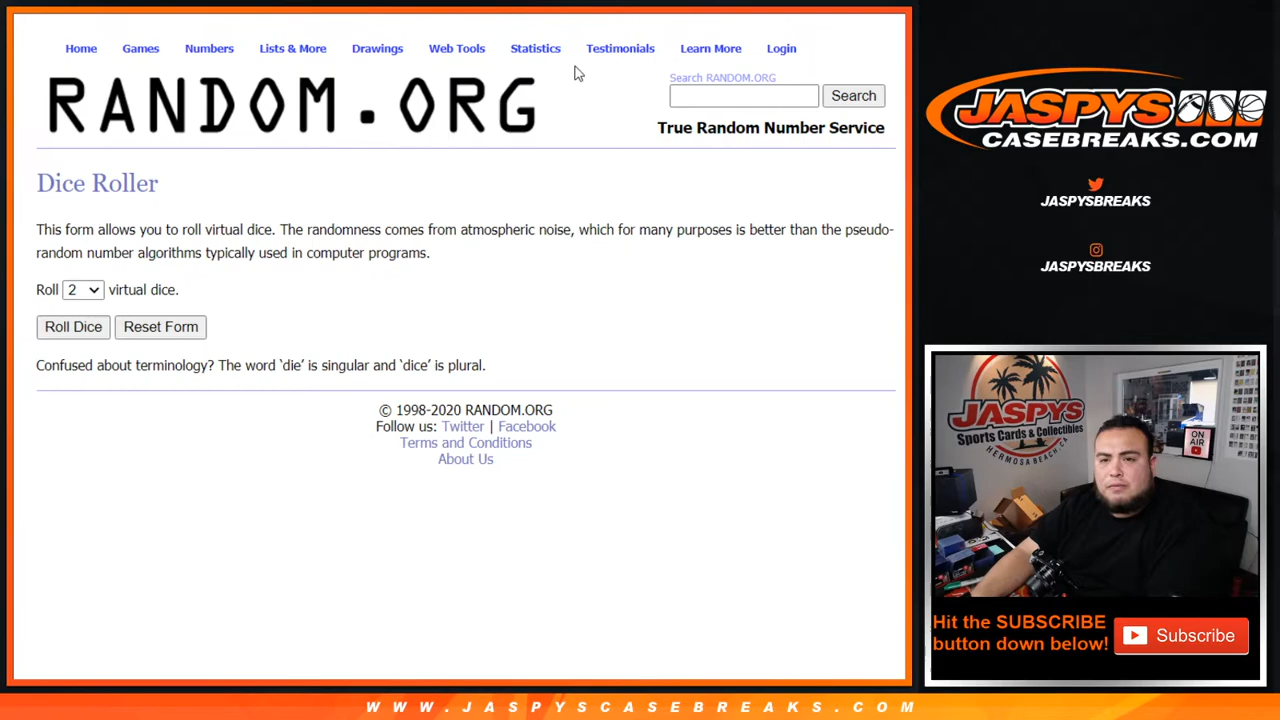 Home Games Numbers Lists & More Drawings Web Tools Statistics Testimonials Learn More Login
RANDOM.ORG
Search RANDOM.ORG
Search
True Random Number Service
Dice Roller
This form allows you to roll virtual dice. The randomness comes from atmospheric noise, which for many purposes is better than the pseudo-
random number algorithms typically used in computer programs.
Roll 2 virtual dice.
Roll Dice Reset Form
Confused about terminology? The word ‘die’ is singular and ‘dice’ is plural.
© 1998-2020 RANDOM.ORG
Follow us: Twitter | Facebook
Terms and Conditions
About Us
JASPYS
CASEBREAKS.COM
JASPYSBREAKS
JASPYSBREAKS
JASPYS
Sports Cards & Collectibles
HERMOSA BEACH, CA
ON AIR
Hit the SUBSCRIBE
button down below!
Subscribe
WWW.JASPYSCASEBREAKS.COM